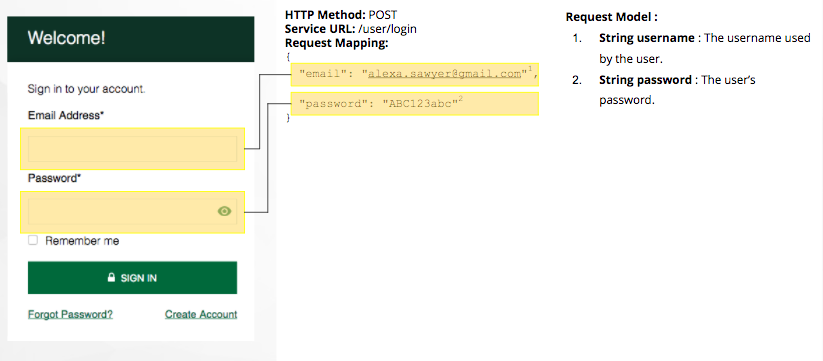 Welcome!
Sign in to your account.
Email Address*
Password*
Remember me
SIGN IN
Forgot Password?
Create Account
HTTP Method: POST
Service URL: /user/login
Request Mapping:
{
"email": "alexa.sawyer@gmail.com"1,
"password": "ABC123abc"2
}
Request Model :
1. String username : The username used
by the user.
2. String password : The user’s
password.